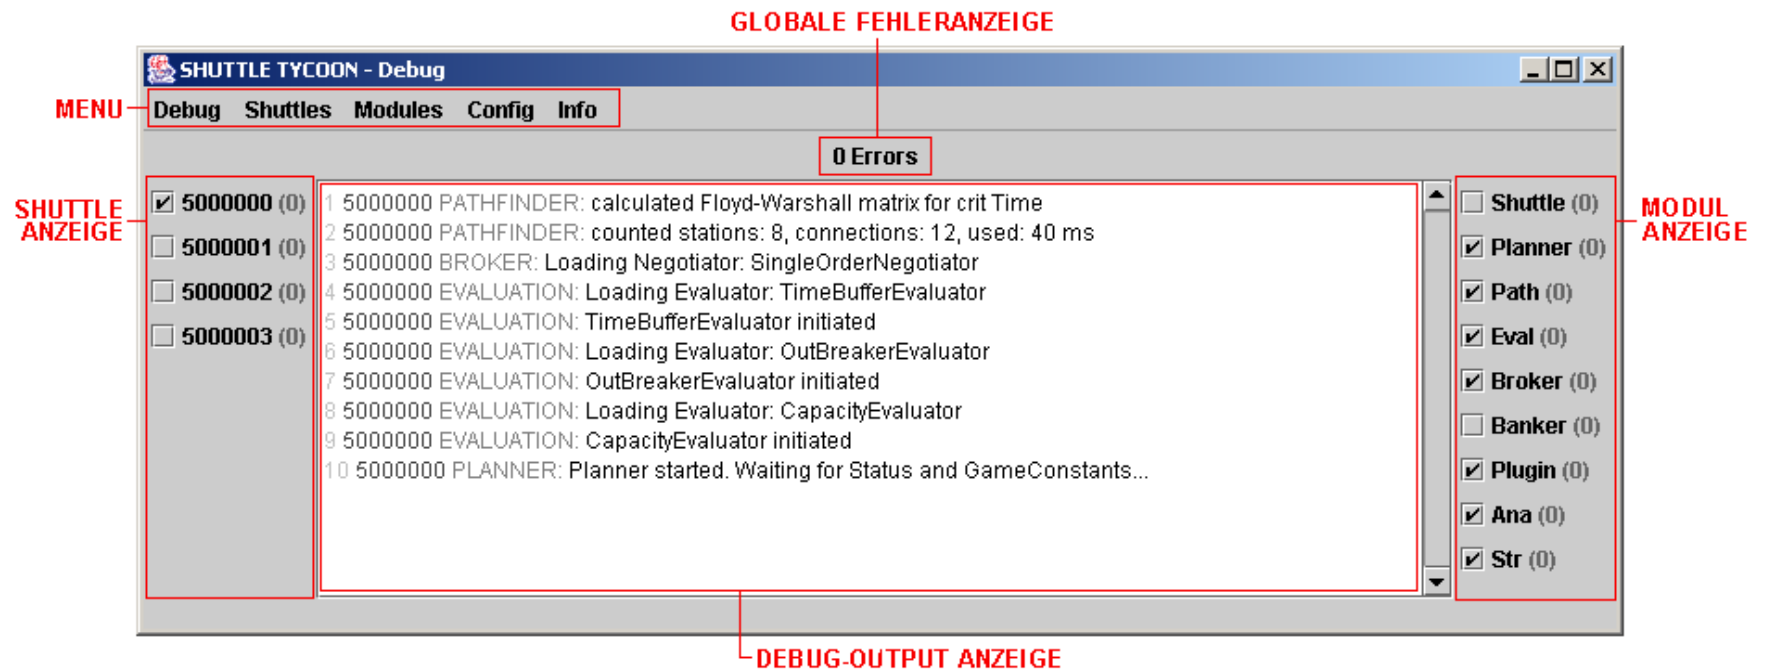 GLOBALE FEHLERANZEIGE
SHUTTLE TYCOON - Debug
MENU
Debug Shuttles Modules Config Info
0 Errors
SHUTTLE ANZEIGE
5000000 (0)
5000001 (0)
5000002 (0)
5000003 (0)
1 5000000 PATHFINDER: calculated Floyd-Warshall matrix for crit Time
2 5000000 PATHFINDER: counted stations: 8, connections: 12, used: 40 ms
3 5000000 BROKER: Loading Negotiator: SingleOrderNegotiator
4 5000000 EVALUATION: Loading Evaluator: TimeBufferEvaluator
5 5000000 EVALUATION: TimeBufferEvaluator initiated
6 5000000 EVALUATION: Loading Evaluator: OutBreakerEvaluator
7 5000000 EVALUATION: OutBreakerEvaluator initiated
8 5000000 EVALUATION: Loading Evaluator: CapacityEvaluator
9 5000000 EVALUATION: CapacityEvaluator initiated
10 5000000 PLANNER: Planner started. Waiting for Status and GameConstants...
Shuttle (0)
Planner (0)
Path (0)
Eval (0)
Broker (0)
Banker (0)
Plugin (0)
Ana (0)
Str (0)
MODUL
ANZEIGE
DEBUG-OUTPUT ANZEIGE